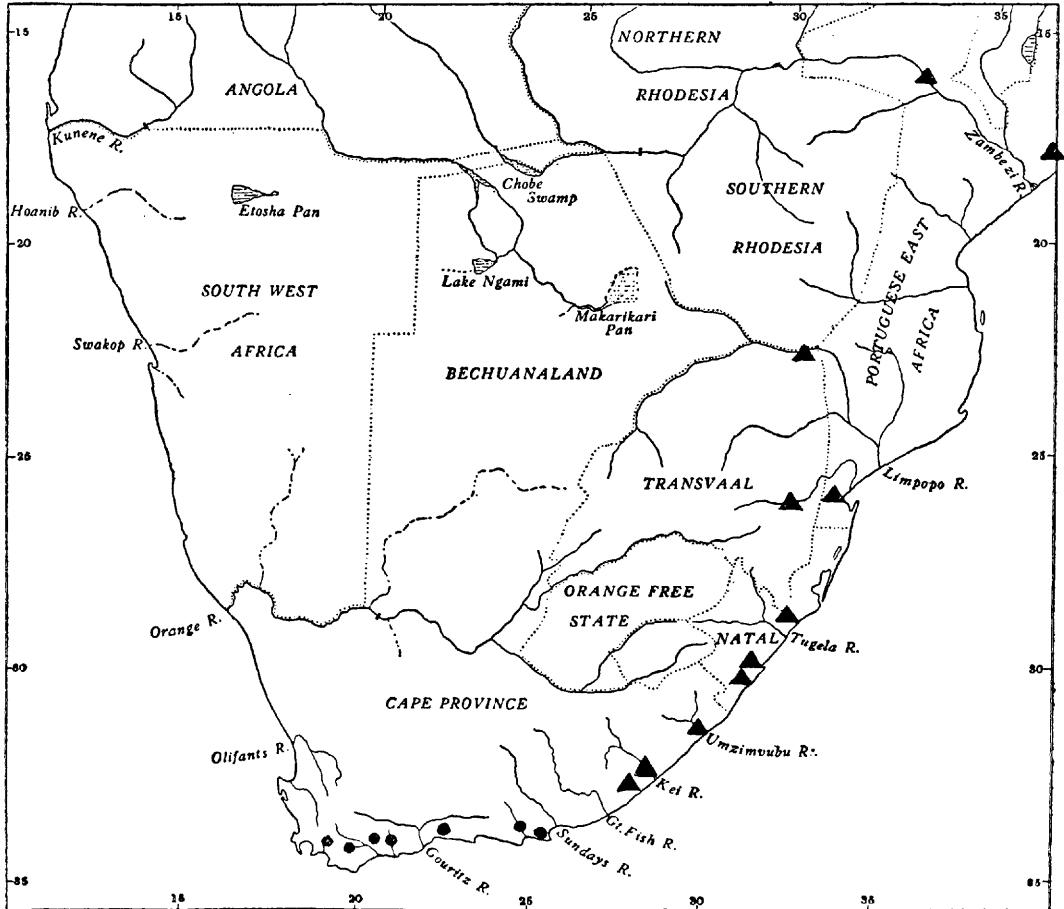 15 20 25 30 35
15 15
NORTHERN
ANGOLA
RHODESIA
Kunene R.
Zambezi R.
Chobe
Swamp
SOUTHERN
Hoanib R.
Etosha Pan
20 20
RHODESIA
PORTUGUESE EAST
AFRICA
Lake Ngami
SOUTH WEST
Makarikari
Pan
Swakop R.
AFRICA
BECHUANALAND
25 25
TRANSVAAL
Limpopo R.
ORANGE FREE
STATE
Orange R.
NATAL
Tugela R.
30 30
CAPE PROVINCE
Olifants R.
Umzimvubu R.
Kei R.
Gt. Fish R.
Sundays R.
Gouritz R.
35 35
15 20 25 30 35